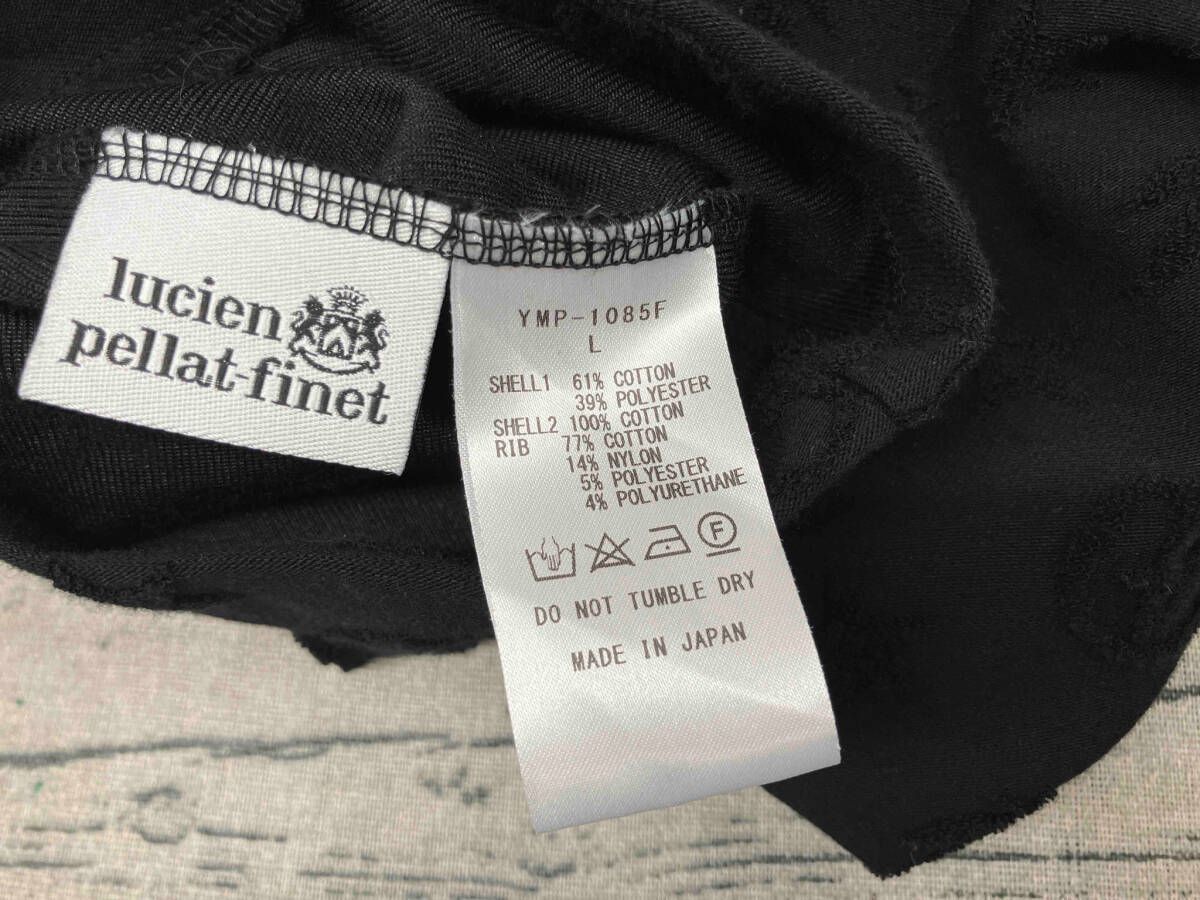 lucien
pellat-finet
YMP-1085F
L
SHELL1 61% COTTON
39% POLYESTER
SHELL2 100% COTTON
RIB 77% COTTON
14% NYLON
5% POLYESTER
4% POLYURETHANE
F
DO NOT TUMBLE DRY
MADE IN JAPAN